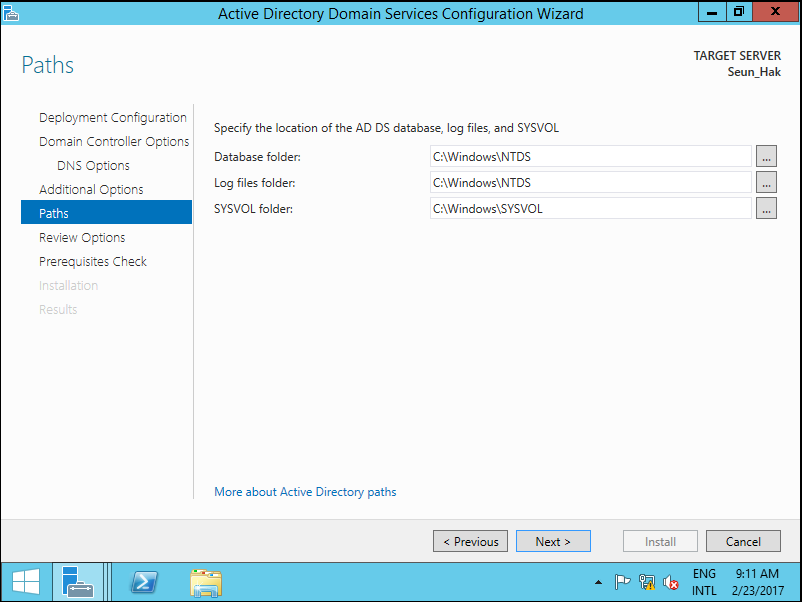 Active Directory Domain Services Configuration Wizard
Paths
TARGET SERVER
Seun_Hak
Deployment Configuration
Domain Controller Options
DNS Options
Additional Options
Paths
Review Options
Prerequisites Check
Installation
Results
Specify the location of the AD DS database, log files, and SYSVOL
Database folder: C:\Windows\NTDS ...
Log files folder: C:\Windows\NTDS ...
SYSVOL folder: C:\Windows\SYSVOL ...
More about Active Directory paths
< Previous Next > Install Cancel
ENG 9:11 AM
INTL 2/23/2017